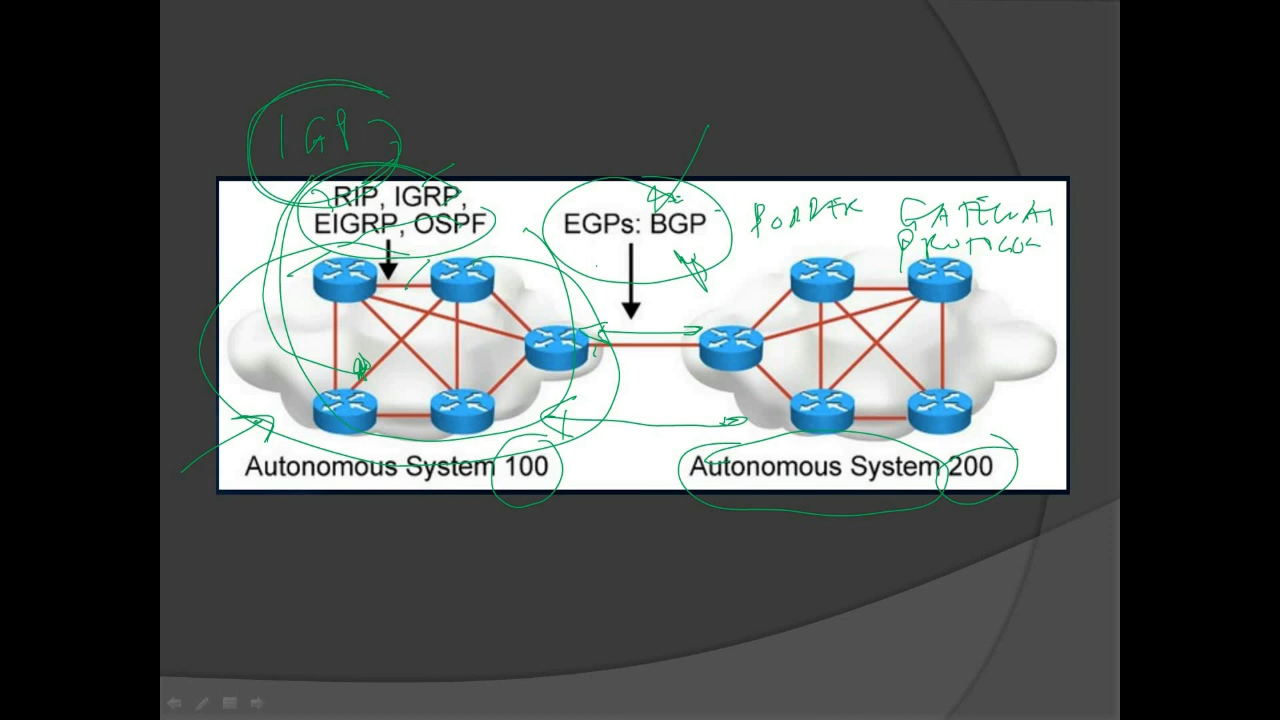 IGP
RIP, IGRP,
EIGRP, OSPF
EGPs: BGP
BORDER GATEWAY
PROTOCOL
Autonomous System 100
Autonomous System 200